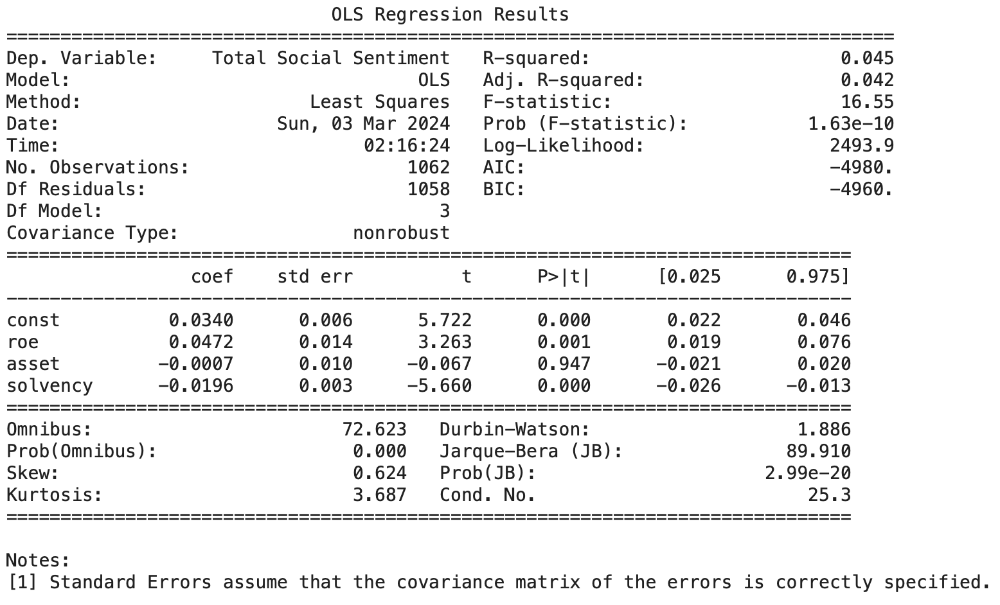 OLS Regression Results
==============================================================================
Dep. Variable: Total Social Sentiment R-squared: 0.045
Model: OLS Adj. R-squared: 0.042
Method: Least Squares F-statistic: 16.55
Date: Sun, 03 Mar 2024 Prob (F-statistic): 1.63e-10
Time: 02:16:24 Log-Likelihood: 2493.9
No. Observations: 1062 AIC: -4980.
Df Residuals: 1058 BIC: -4960.
Df Model: 3
Covariance Type: nonrobust
==============================================================================
coef std err t P>|t| [0.025 0.975]
------------------------------------------------------------------------------
const 0.0340 0.006 5.722 0.000 0.022 0.046
roe 0.0472 0.014 3.263 0.001 0.019 0.076
asset -0.0007 0.010 -0.067 0.947 -0.021 0.020
solvency -0.0196 0.003 -5.660 0.000 -0.026 -0.013
==============================================================================
Omnibus: 72.623 Durbin-Watson: 1.886
Prob(Omnibus): 0.000 Jarque-Bera (JB): 89.910
Skew: 0.624 Prob(JB): 2.99e-20
Kurtosis: 3.687 Cond. No. 25.3
==============================================================================
Notes:
[1] Standard Errors assume that the covariance matrix of the errors is correctly specified.